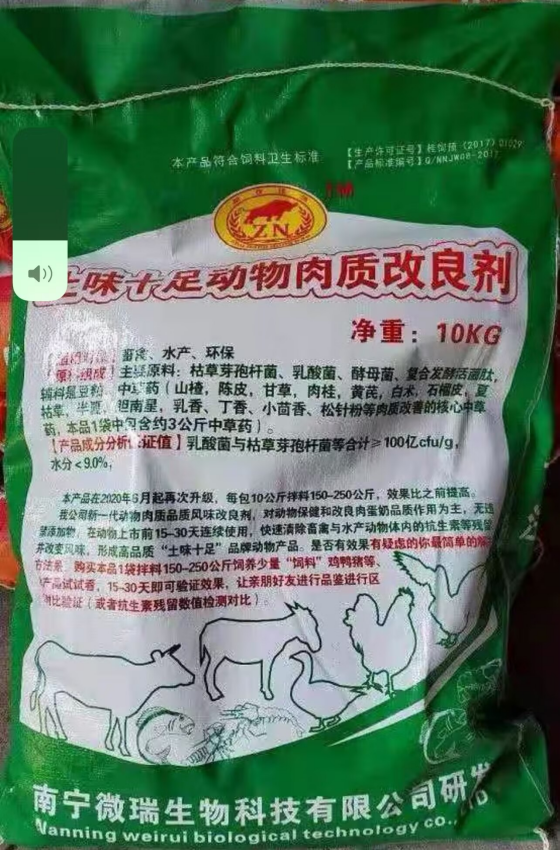 本产品符合饲料卫生标准
【生产许可证号】桂饲预(2017)01029
【产品标准编号】Q/NNJW08-2017
TM
ZN
土味十足动物肉质改良剂
净重：10KG
畜禽、水产、环保
主要原料：枯草芽孢杆菌、乳酸菌、酵母菌、复合发酵活菌肽，
辅料是豆粕、中草药（山楂，陈皮，甘草，肉桂，黄芪，白术，石榴皮，夏
枯草，半夏，胆南星，乳香、丁香、小茴香、松针粉等肉质改善的核心中草
药，本品1袋中包含约3公斤中草药）。
【产品成分分析保证值】乳酸菌与枯草芽孢杆菌等合计≥100亿cfu/g，
水分<9.0%，
本产品在2020年6月起再次升级，每包10公斤拌料150-250公斤，效果比之前提高。
我公司新一代动物肉质品质风味改良剂，对动物保健和改良肉蛋奶品质作用为主，无违
禁添加物，在动物上市前15-30天连续使用，快速清除畜禽与水产动物体内的抗生素等残留
并改变风味，形成高品质“土味十足”品牌动物产品。是否有效果有疑虑的你最简单的解
方法是，购买本品1袋拌料150-250公斤饲养少量“饲料”鸡鸭猪等，
产品试试看，15-30天即可验证效果，让亲朋好友进行品鉴进行区
对比验证（或者抗生素残留数值检测对比）。
南宁微瑞生物科技有限公司研发
Nanning weirui biological technology co.,